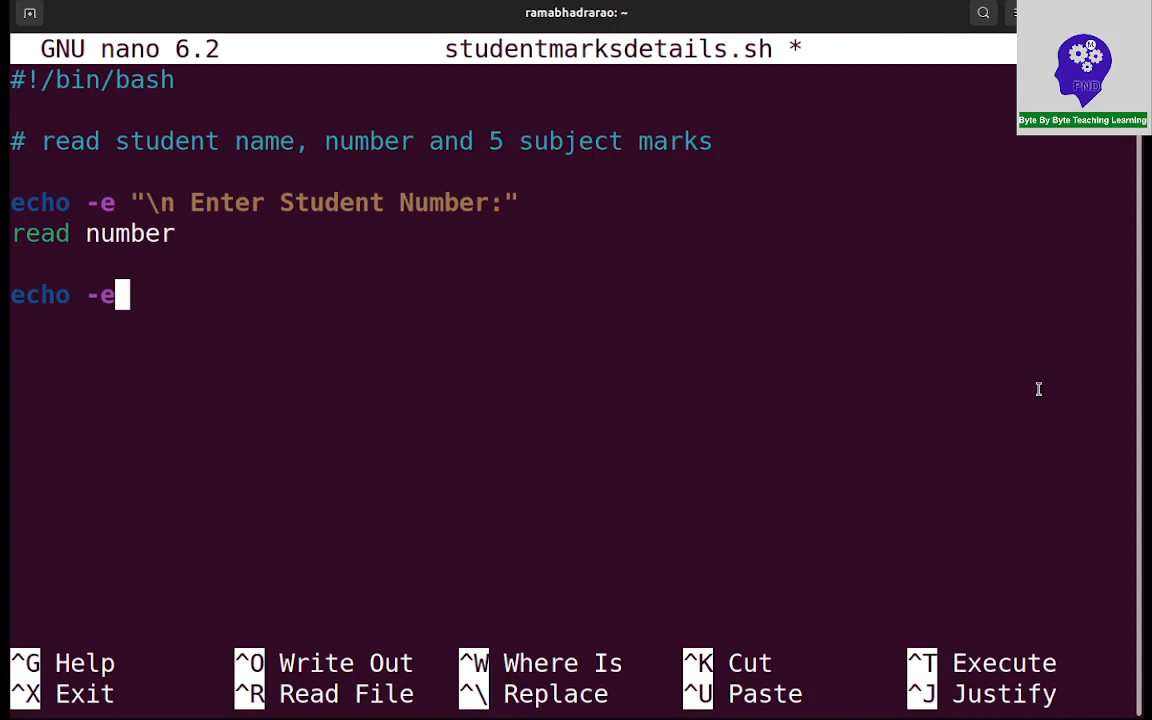 ramabhadrarao: ~
GNU nano 6.2 studentmarksdetails.sh *
#!/bin/bash
# read student name, number and 5 subject marks
echo -e "\n Enter Student Number:"
read number
echo -e
PND
Byte By Byte Teaching Learning
^G Help ^O Write Out ^W Where Is ^K Cut ^T Execute
^X Exit ^R Read File ^\ Replace ^U Paste ^J Justify